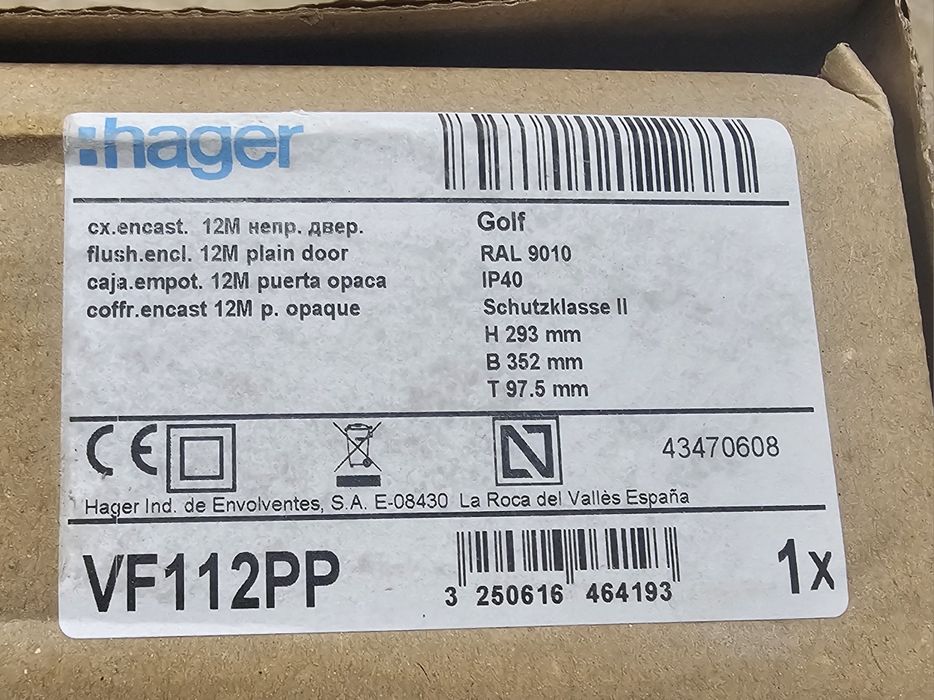 hager
cx.encast. 12M непр. двер.
flush.encl. 12M plain door
caja.empot. 12M puerta opaca
coffr.encast 12M p. opaque
Golf
RAL 9010
IP40
Schutzklasse II
H 293 mm
B 352 mm
T 97.5 mm
CE
N
43470608
Hager Ind. de Envolventes, S.A. E-08430 La Roca del Vallès España
VF112PP
3 250616 464193
1x